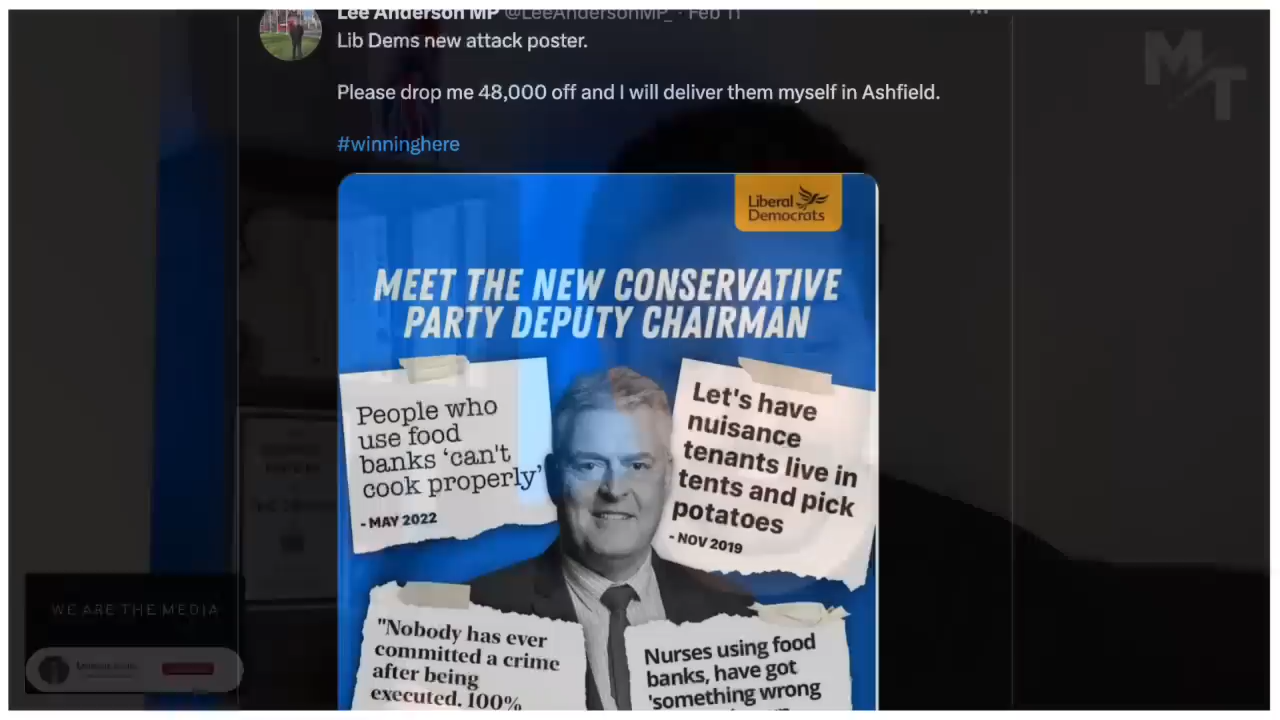 Lee Anderson MP @LeeAndersonMP_ · Feb 11
Lib Dems new attack poster.
Please drop me 48,000 off and I will deliver them myself in Ashfield.
#winninghere
MT
Liberal
Democrats
MEET THE NEW CONSERVATIVE
PARTY DEPUTY CHAIRMAN
People who
use food
banks ‘can't
cook properly’
- MAY 2022
Let's have
nuisance
tenants live in
tents and pick
potatoes
- NOV 2019
"Nobody has ever
committed a crime
after being
executed. 100%
Nurses using food
banks, have got
'something wrong
WE ARE THE MEDIA